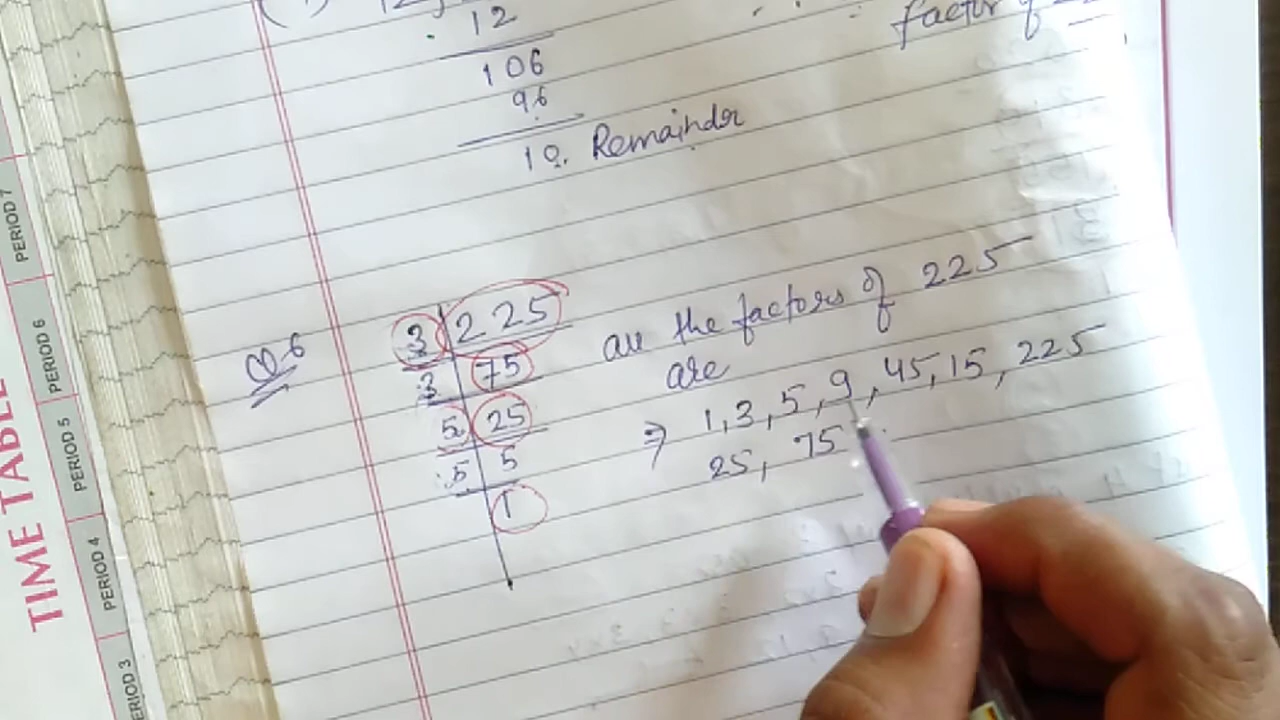 12
factor of
106
96
10. Remainder
Q.6
3 225
3 75
5 25
5 5
1
all the factors of 225
are
⇒ 1, 3, 5, 9, 45, 15, 225
25, 75
TIME TABLE
PERIOD 7
PERIOD 6
PERIOD 5
PERIOD 4
PERIOD 3